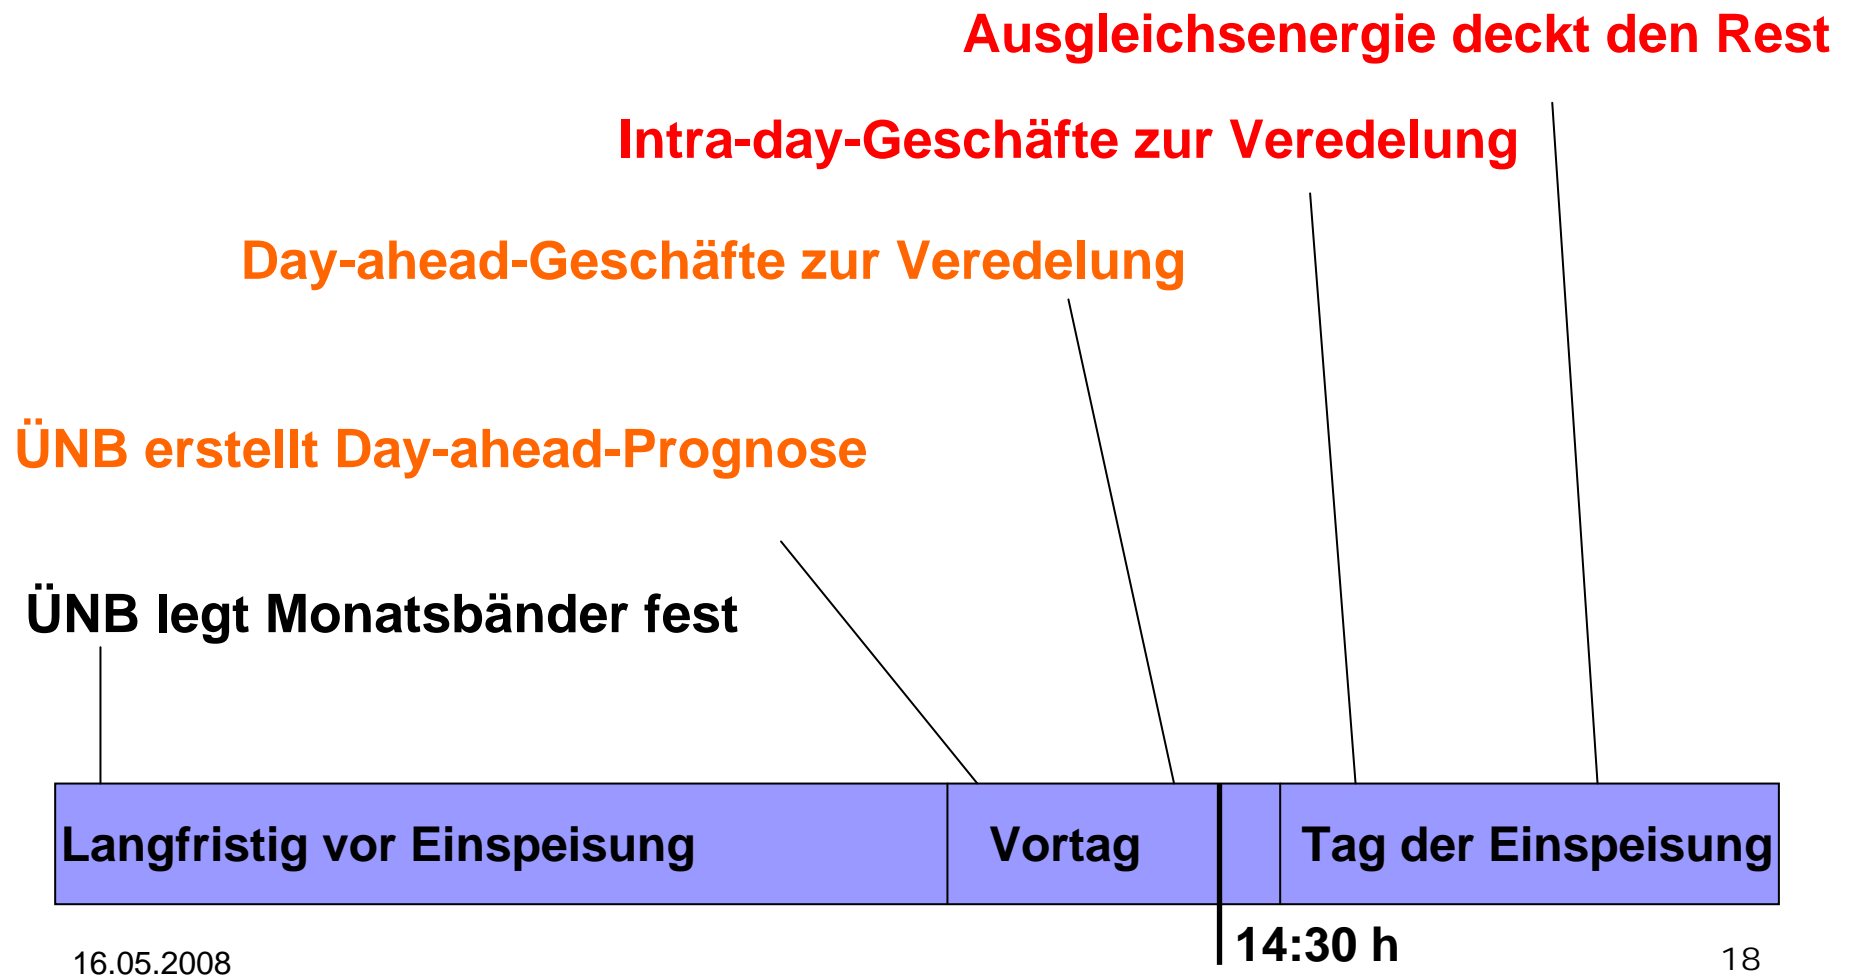 Ausgleichsenergie deckt den Rest
Intra-day-Geschäfte zur Veredelung
Day-ahead-Geschäfte zur Veredelung
ÜNB erstellt Day-ahead-Prognose
ÜNB legt Monatsbänder fest
Langfristig vor Einspeisung
Vortag
Tag der Einspeisung
14:30 h
16.05.2008
18